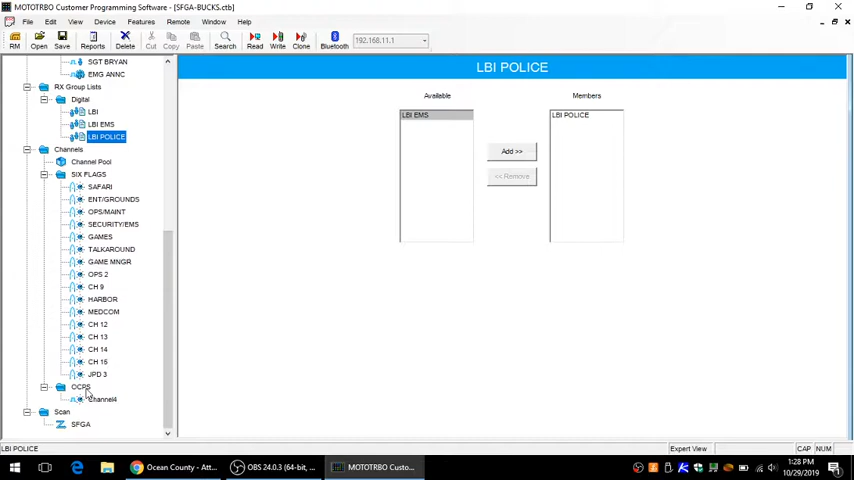 MOTOTRBO Customer Programming Software - [SFGA-BUCKS.ctb]
File Edit View Device Features Remote Window Help
RM Open Save Reports Delete Cut Copy Paste Search Read Write Clone Bluetooth 192.168.11.1
SGT BRYAN
EMG ANNC
RX Group Lists
Digital
LBI
LBI EMS
LBI POLICE
Channels
Channel Pool
SIX FLAGS
SAFARI
ENT/GROUNDS
OPS/MAINT
SECURITY/EMS
GAMES
TALKAROUND
GAME MNGR
OPS 2
CH 9
HARBOR
MEDCOM
CH 12
CH 13
CH 14
CH 15
JPD 3
OCPS
Channel4
Scan
SFGA
LBI POLICE
Available
Members
LBI EMS
LBI POLICE
Add >>
<< Remove
LBI POLICE
Expert View
CAP
NUM
Ocean County - Att...
OBS 24.0.3 (64-bit, ...
MOTOTRBO Custo...
1:28 PM
10/29/2019